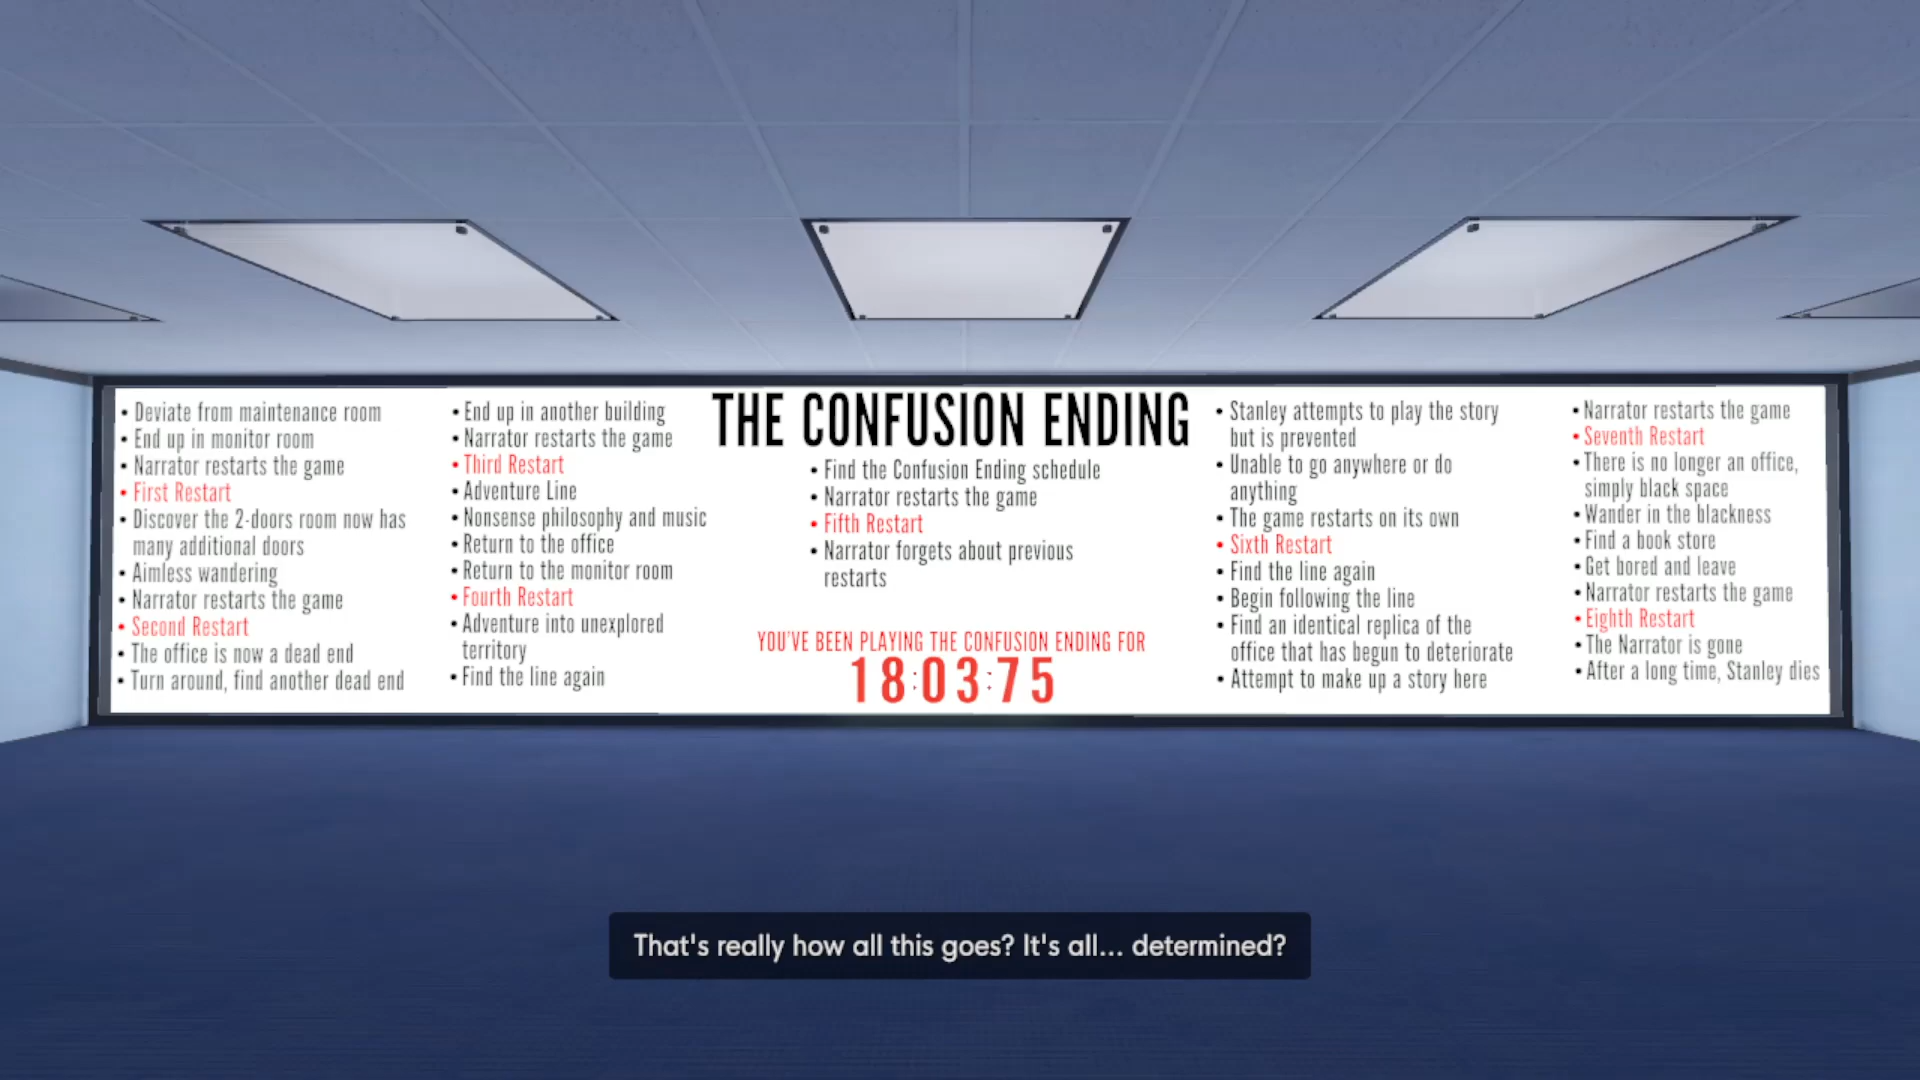 • Deviate from maintenance room
• End up in monitor room
• Narrator restarts the game
• First Restart
• Discover the 2-doors room now has
many additional doors
• Aimless wandering
• Narrator restarts the game
• Second Restart
• The office is now a dead end
• Turn around, find another dead end
• End up in another building
• Narrator restarts the game
• Third Restart
• Adventure Line
• Nonsense philosophy and music
• Return to the office
• Return to the monitor room
• Fourth Restart
• Adventure into unexplored
territory
• Find the line again
THE CONFUSION ENDING
• Find the Confusion Ending schedule
• Narrator restarts the game
• Fifth Restart
• Narrator forgets about previous
restarts
YOU'VE BEEN PLAYING THE CONFUSION ENDING FOR
18:03:75
• Stanley attempts to play the story
but is prevented
• Unable to go anywhere or do
anything
• The game restarts on its own
• Sixth Restart
• Find the line again
• Begin following the line
• Find an identical replica of the
office that has begun to deteriorate
• Attempt to make up a story here
• Narrator restarts the game
• Seventh Restart
• There is no longer an office,
simply black space
• Wander in the blackness
• Find a book store
• Get bored and leave
• Narrator restarts the game
• Eighth Restart
• The Narrator is gone
• After a long time, Stanley dies
That's really how all this goes? It's all... determined?